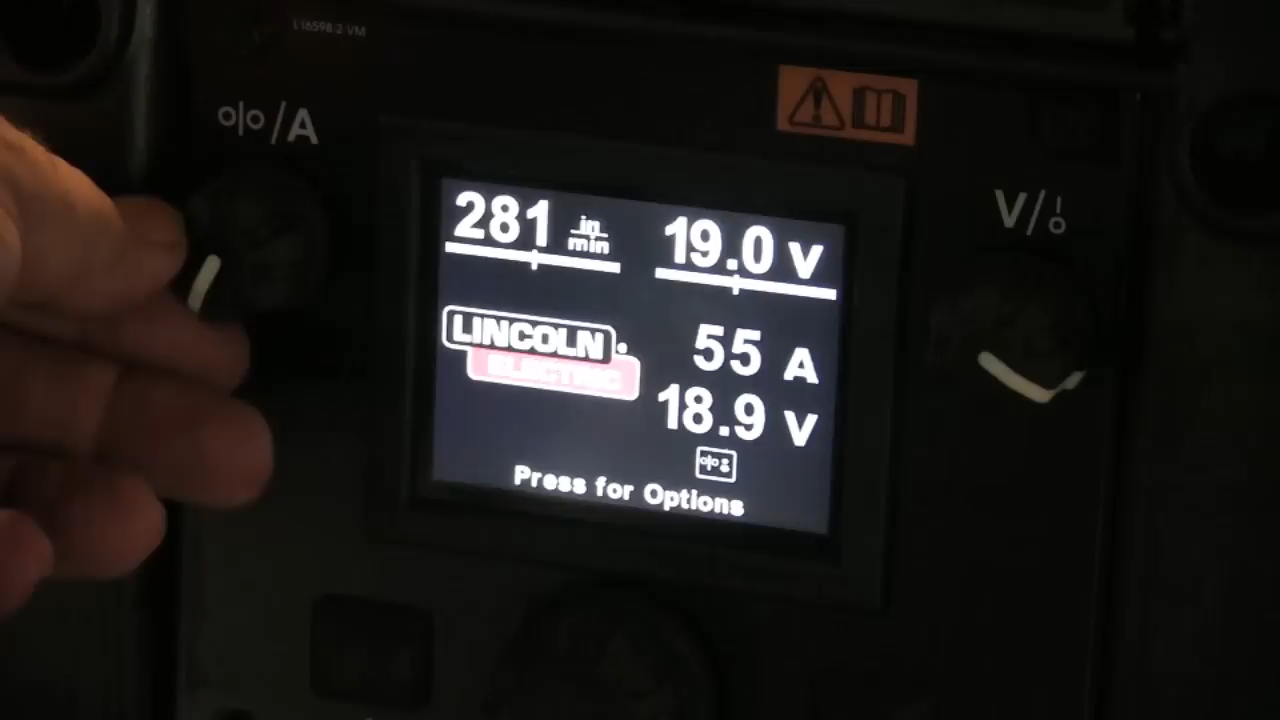 L16598-2 VM
o|o/A
V/
281 in/min
19.0 V
LINCOLN
ELECTRIC
55 A
18.9 V
Press for Options